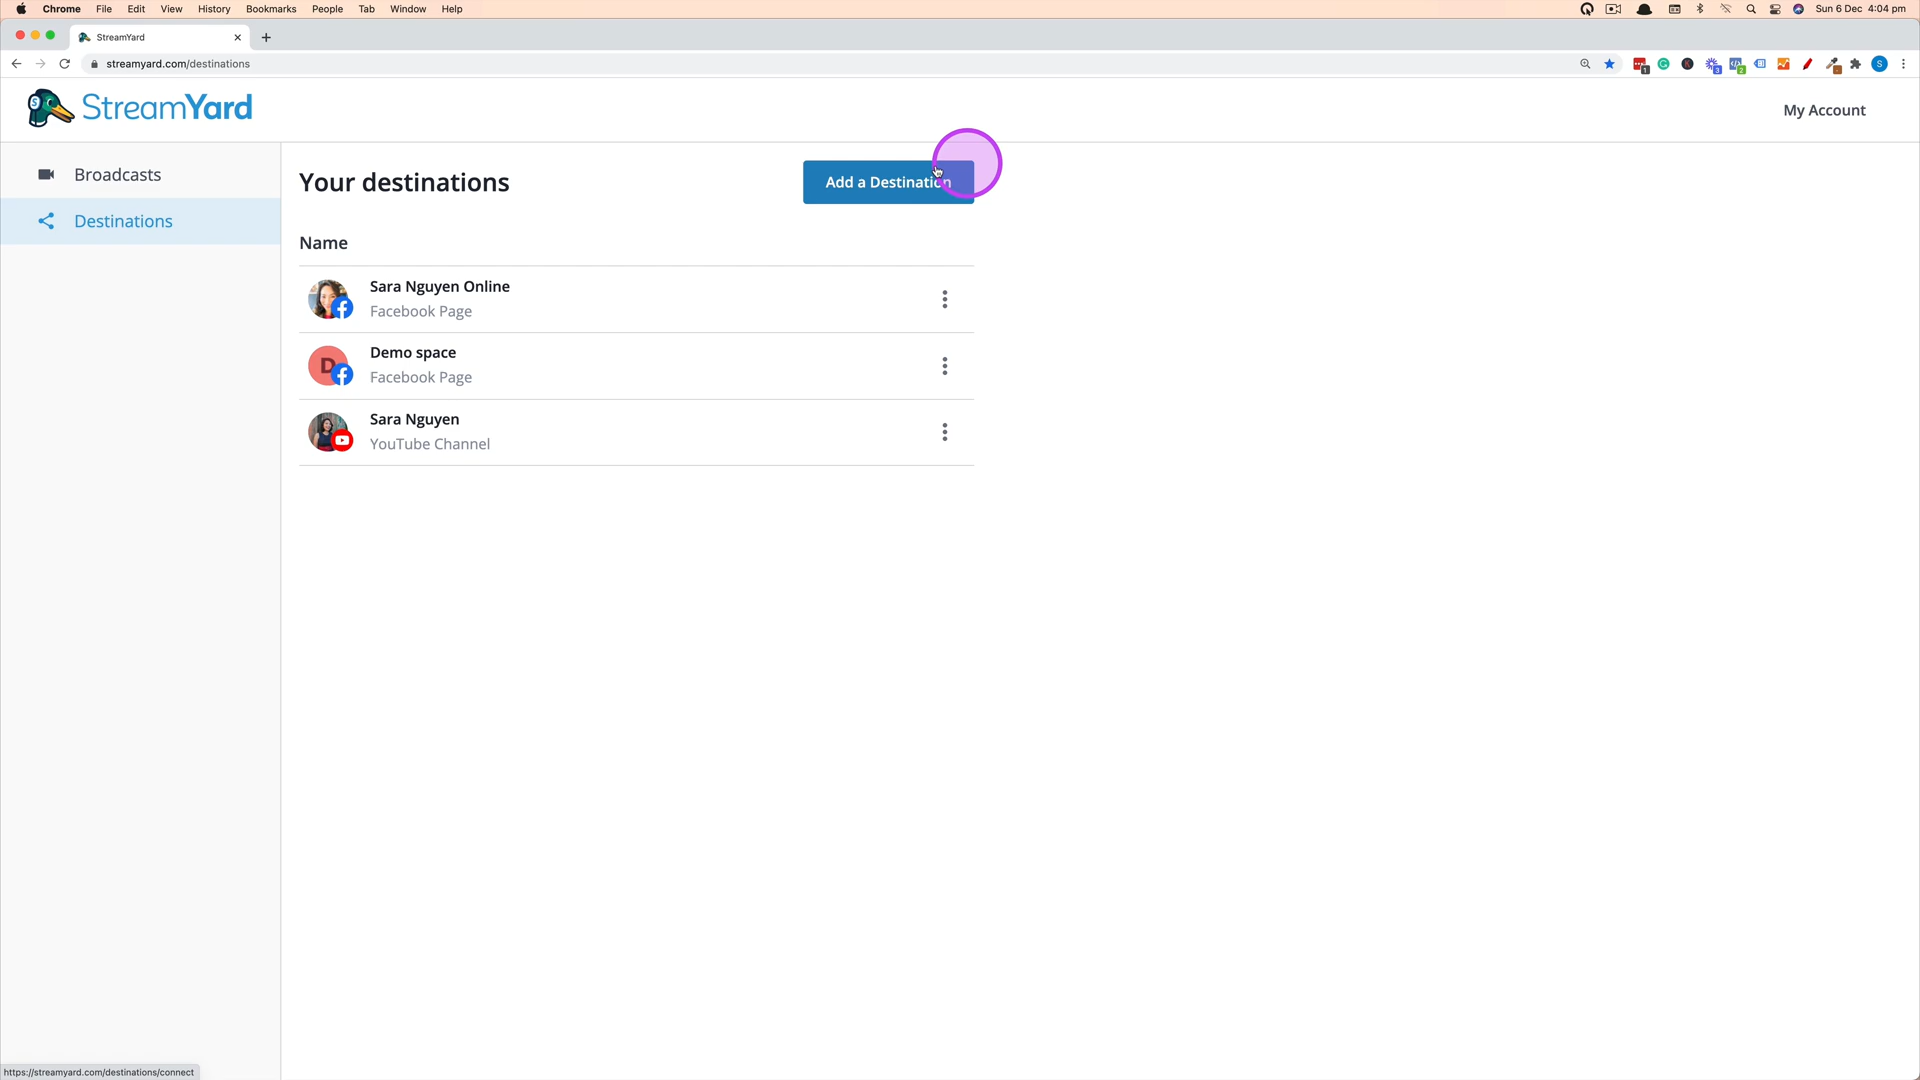 Chrome File Edit View History Bookmarks People Tab Window Help Sun 6 Dec 4:04 pm
StreamYard
streamyard.com/destinations
StreamYard
My Account
Broadcasts
Destinations
Your destinations
Add a Destination
Name
Sara Nguyen Online
Facebook Page
D
Demo space
Facebook Page
Sara Nguyen
YouTube Channel
https://streamyard.com/destinations/connect